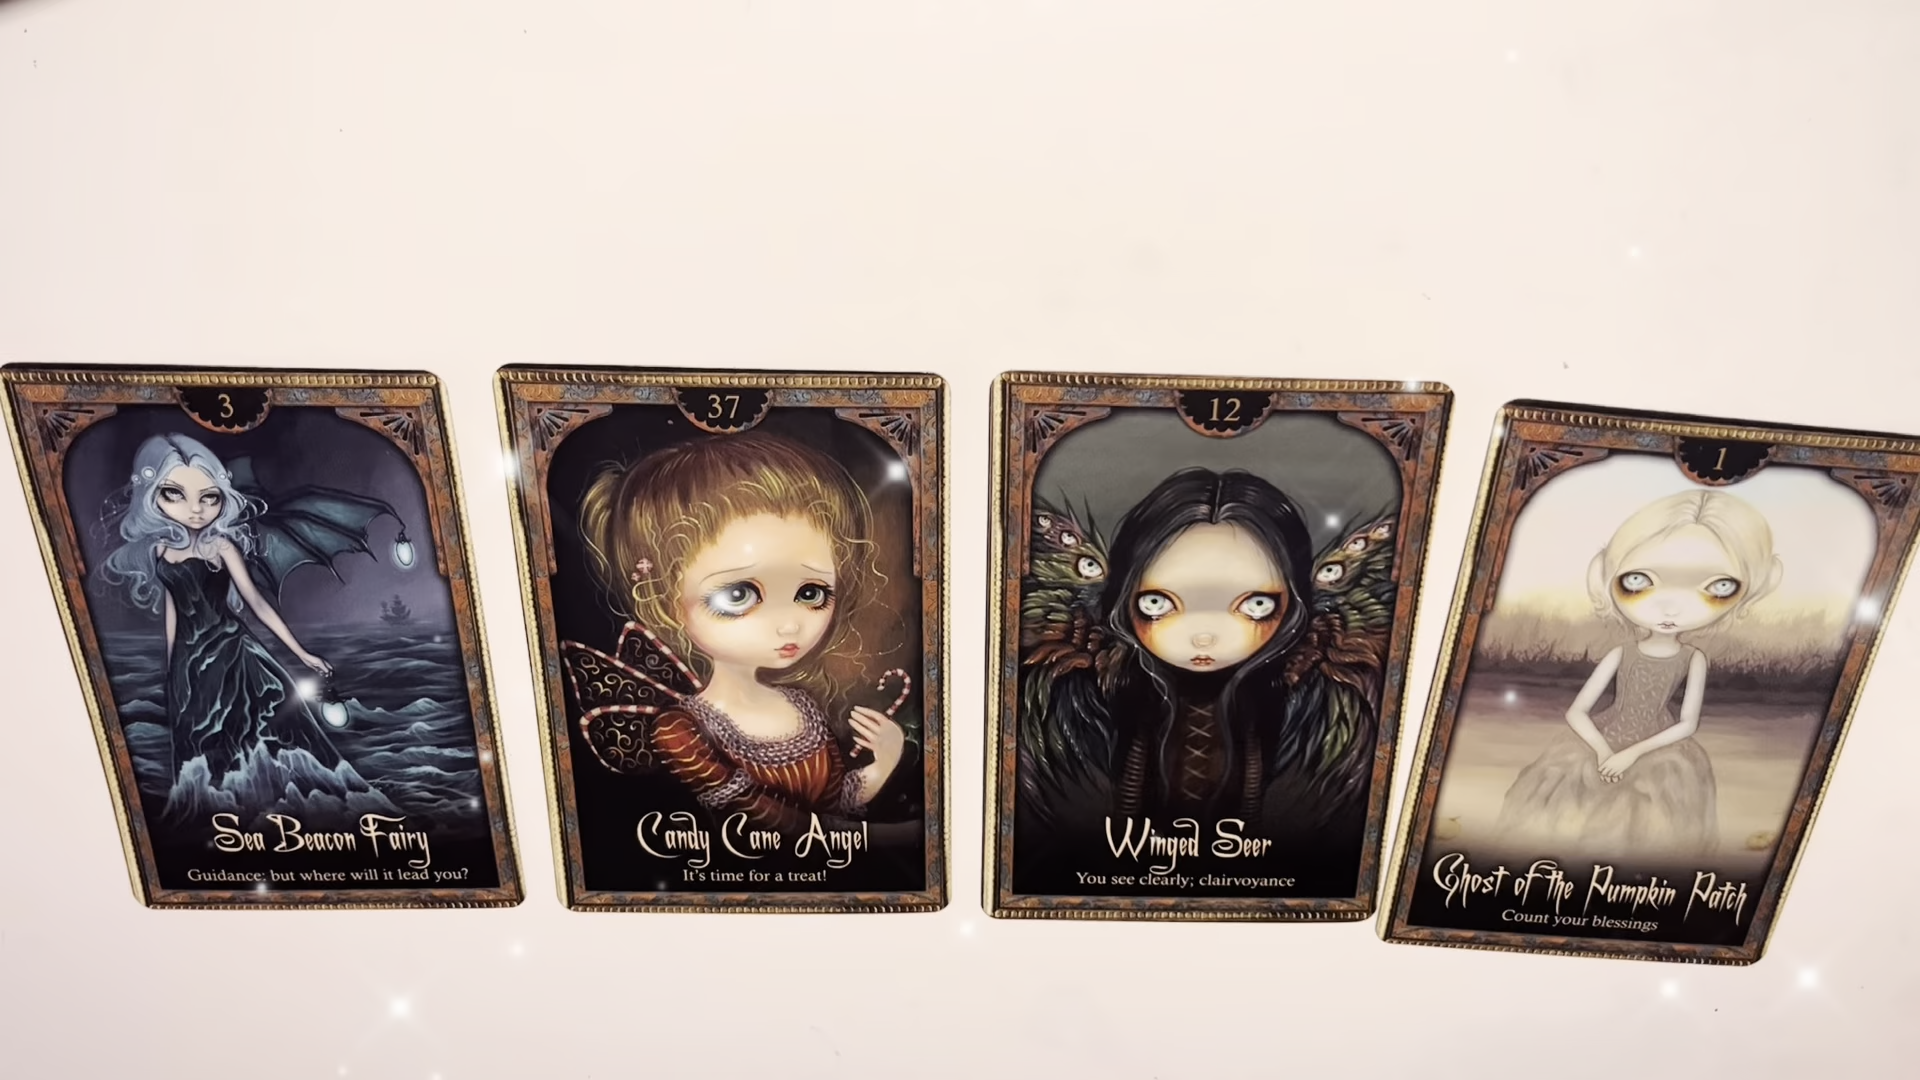 3
Sea Beacon Fairy
Guidance: but where will it lead you?
37
Candy Cane Angel
It's time for a treat!
12
Winged Seer
You see clearly; clairvoyance
1
Ghost of the Pumpkin Patch
Count your blessings